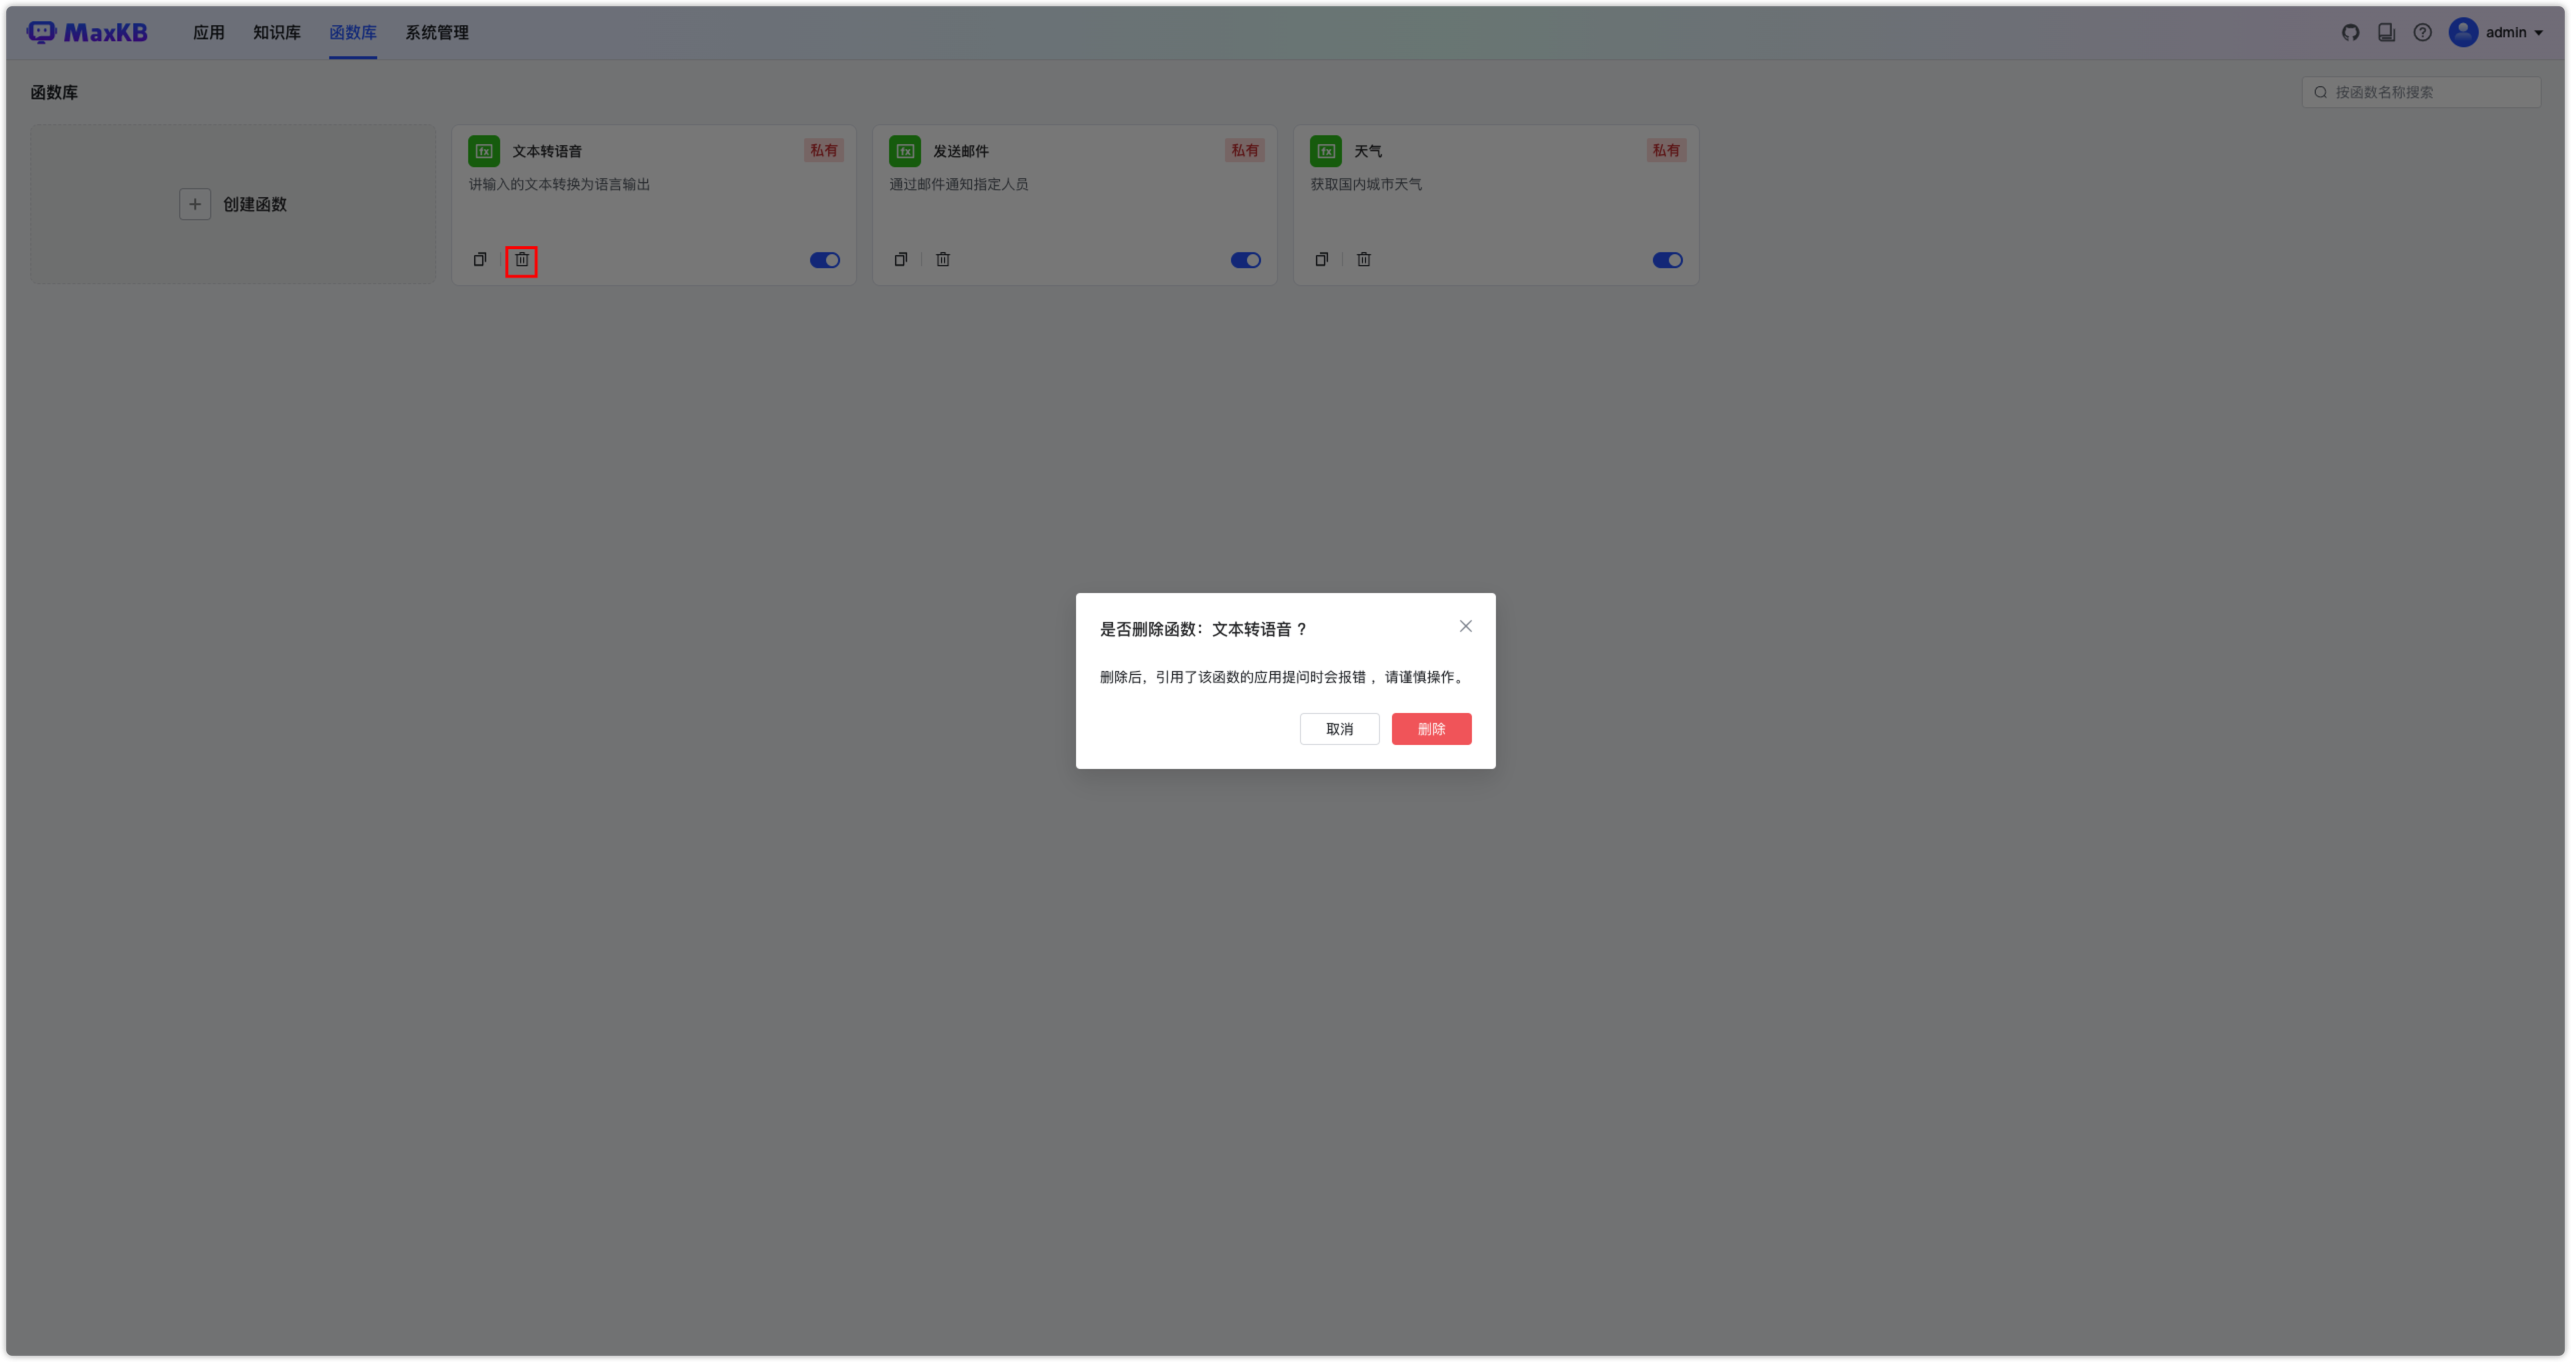 MaxKB 应用 知识库 函数库 系统管理 admin
函数库 按函数名称搜索
创建函数
文本转语音 私有
讲输入的文本转换为语言输出
发送邮件 私有
通过邮件通知指定人员
天气 私有
获取国内城市天气
是否删除函数：文本转语音 ?
删除后，引用了该函数的应用提问时会报错 ，请谨慎操作。
取消 删除